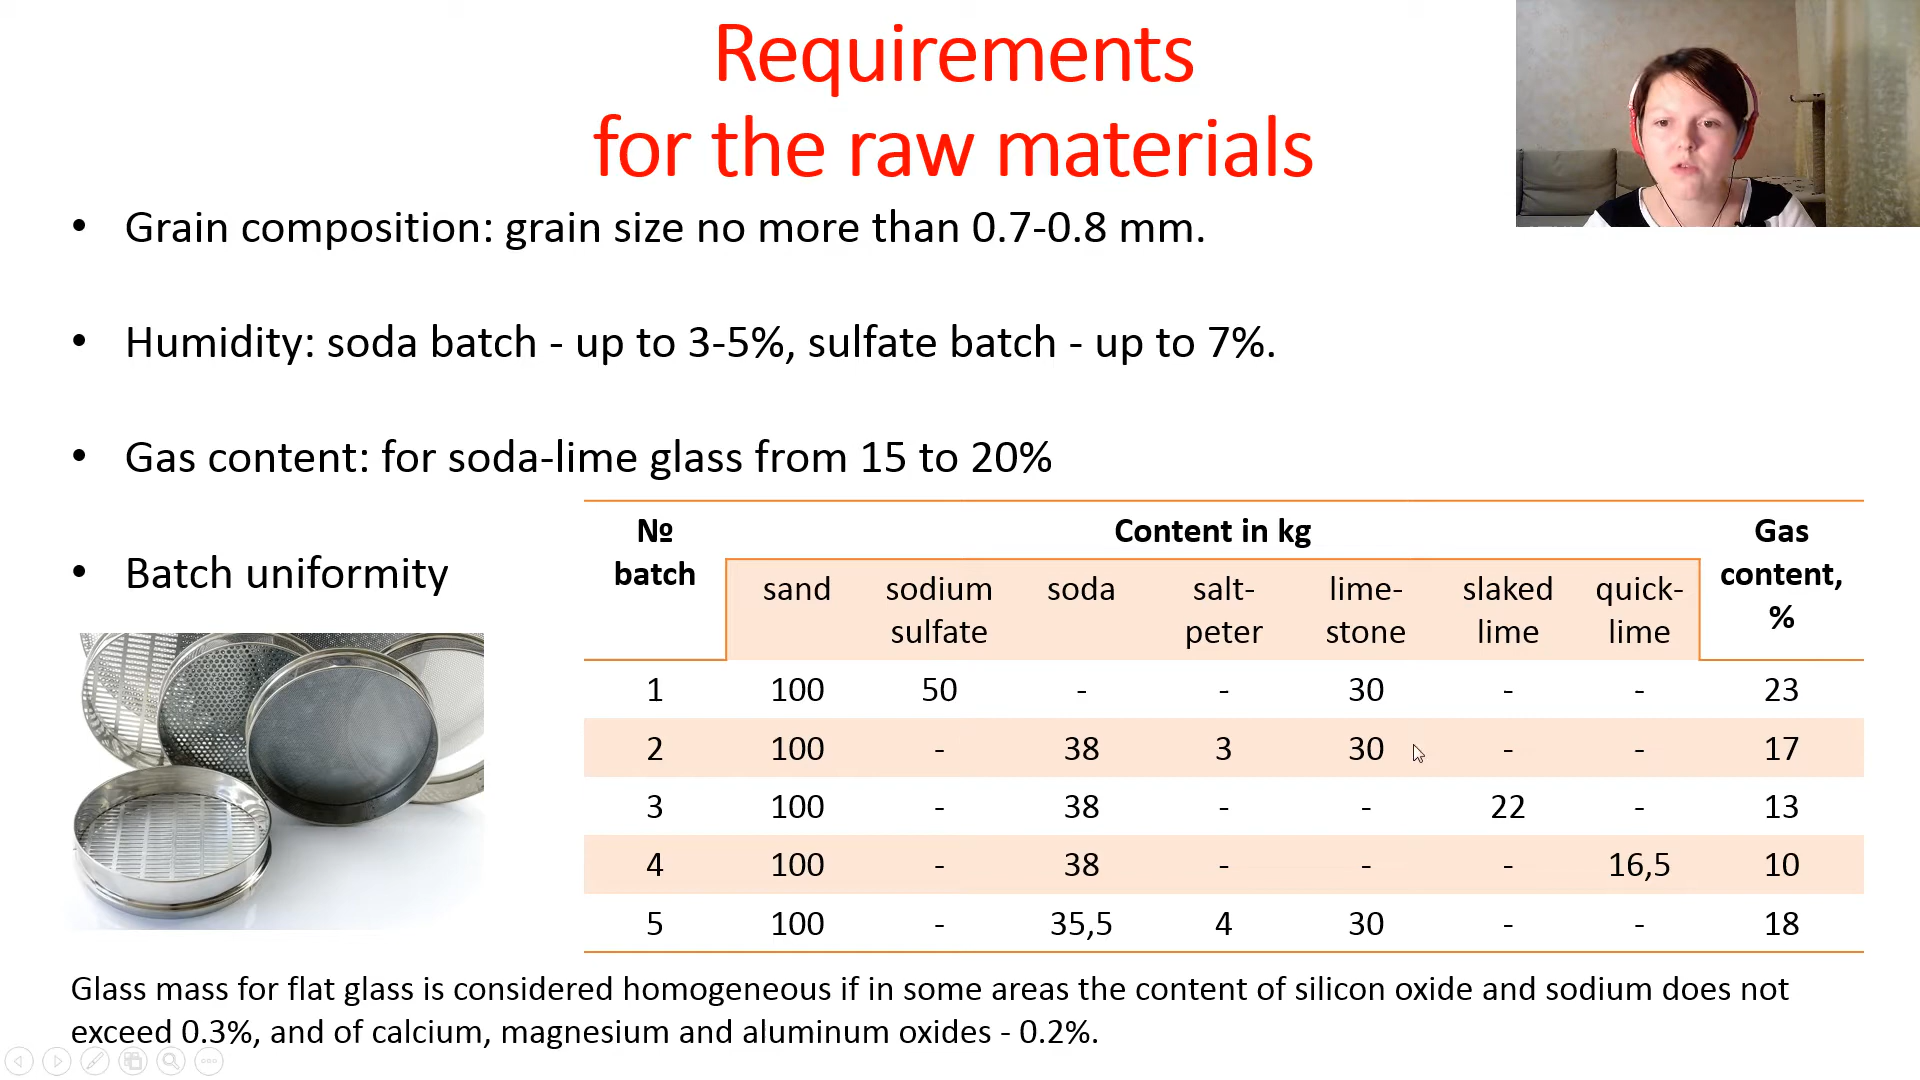 Requirements
for the raw materials
• Grain composition: grain size no more than 0.7-0.8 mm.
• Humidity: soda batch - up to 3-5%, sulfate batch - up to 7%.
• Gas content: for soda-lime glass from 15 to 20%
• Batch uniformity
№ batch Content in kg Gas content, %
sand sodium sulfate soda salt-peter lime-stone slaked lime quick-lime
1 100 50 - - 30 - - 23
2 100 - 38 3 30 - - 17
3 100 - 38 - - 22 - 13
4 100 - 38 - - - 16,5 10
5 100 - 35,5 4 30 - - 18
Glass mass for flat glass is considered homogeneous if in some areas the content of silicon oxide and sodium does not
exceed 0.3%, and of calcium, magnesium and aluminum oxides - 0.2%.